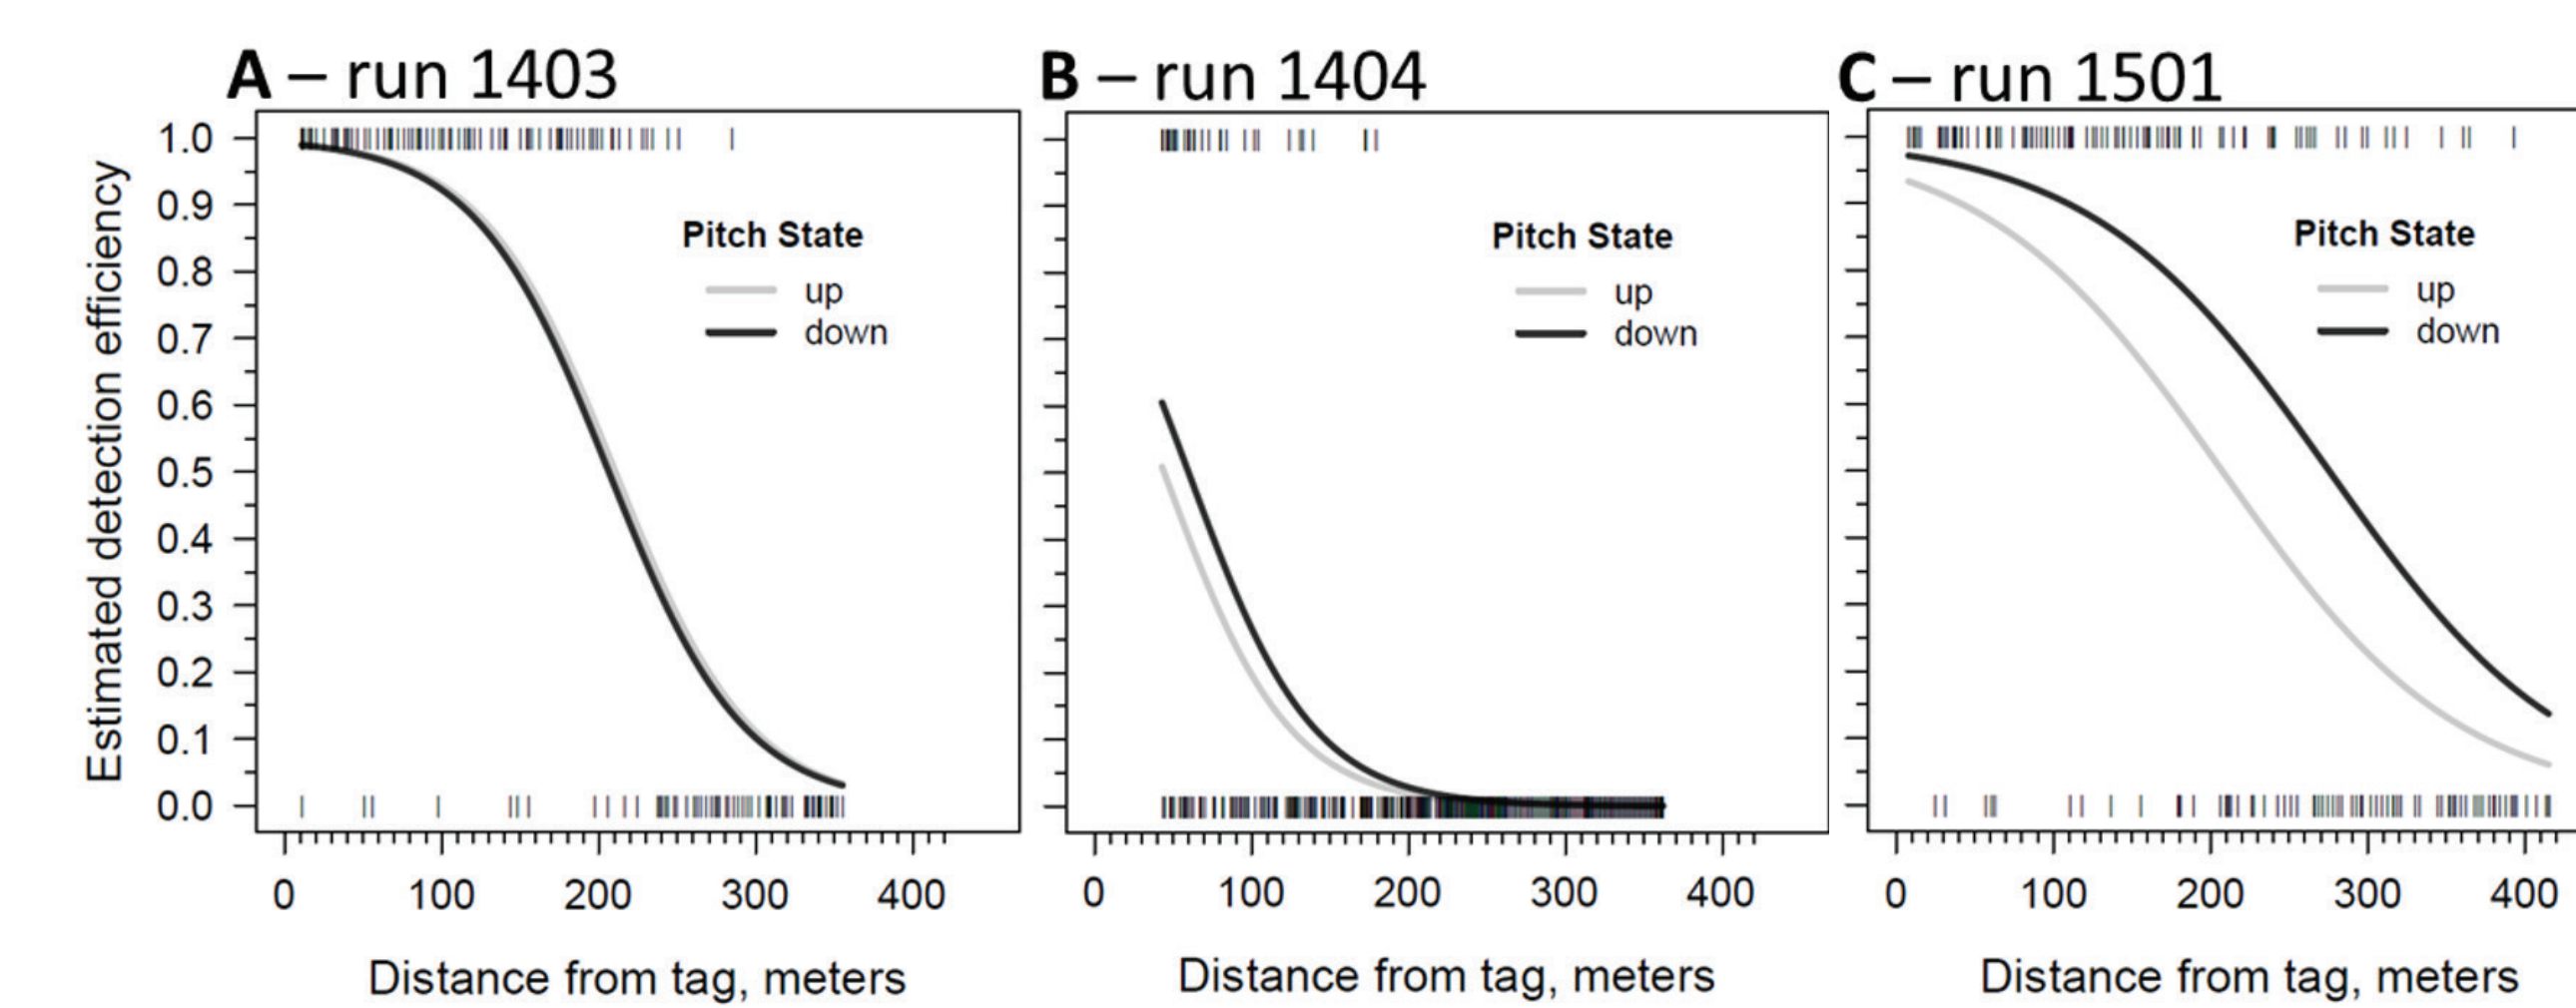 A – run 1403
B – run 1404
C – run 1501
Estimated detection efficiency
1.0
0.9
0.8
0.7
0.6
0.5
0.4
0.3
0.2
0.1
0.0
Pitch State
up
down
0 100 200 300 400
Distance from tag, meters
Pitch State
up
down
0 100 200 300 400
Distance from tag, meters
Pitch State
up
down
0 100 200 300 400
Distance from tag, meters